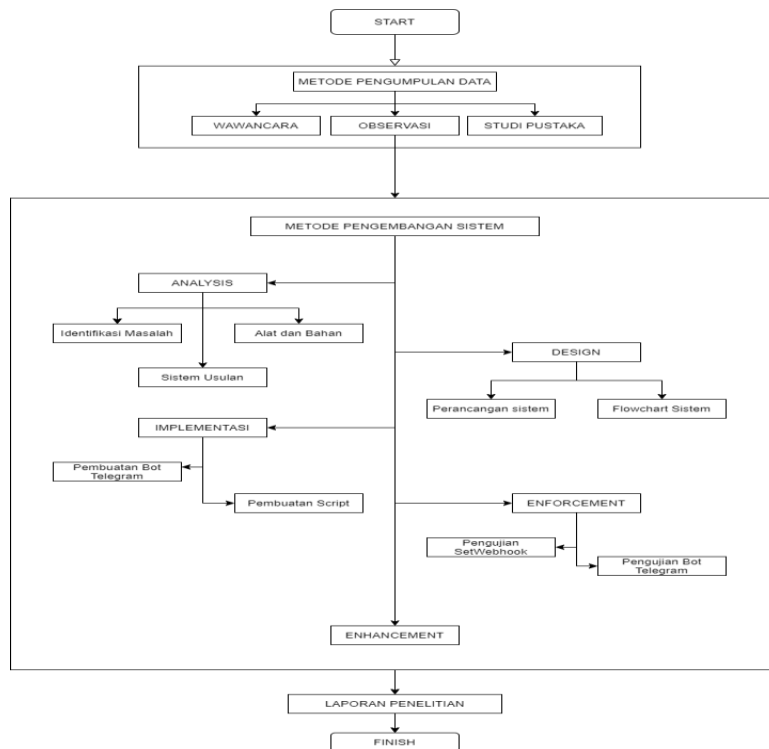 START
METODE PENGUMPULAN DATA
WAWANCARA
OBSERVASI
STUDI PUSTAKA
METODE PENGEMBANGAN SISTEM
ANALYSIS
Identifikasi Masalah
Alat dan Bahan
Sistem Usulan
DESIGN
Perancangan sistem
Flowchart Sistem
IMPLEMENTASI
Pembuatan Bot
Telegram
Pembuatan Script
ENFORCEMENT
Pengujian
SetWebhook
Pengujian Bot
Telegram
ENHANCEMENT
LAPORAN PENELITIAN
FINISH